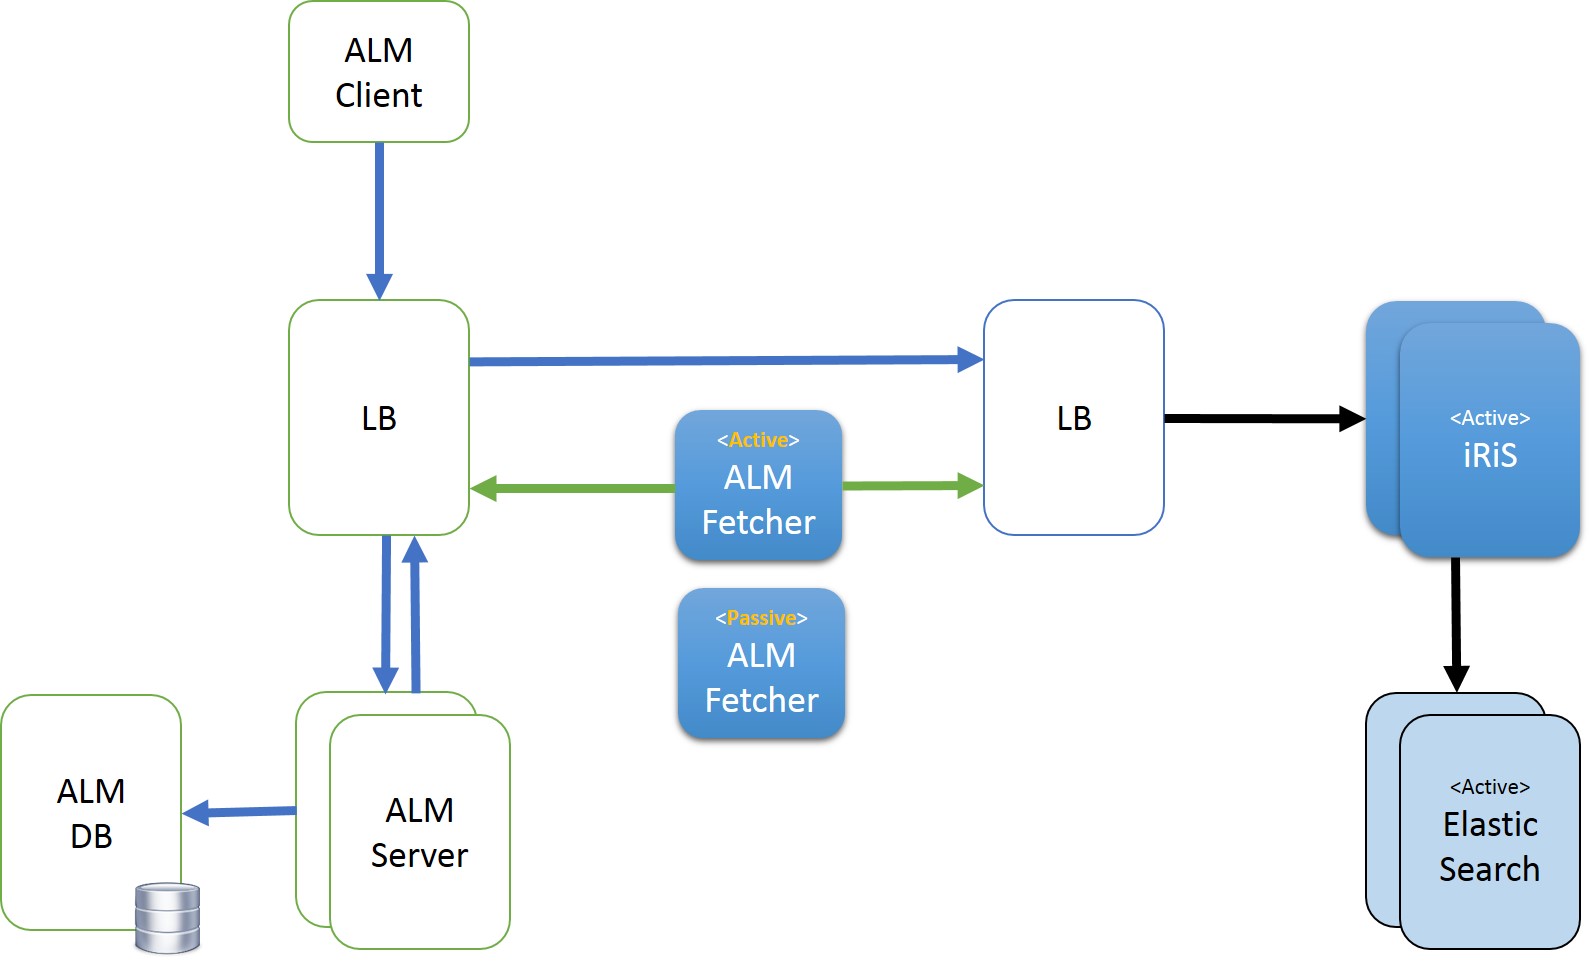 ALM
Client
LB
<Active>
ALM
Fetcher
LB
<Active>
iRiS
<Passive>
ALM
Fetcher
ALM
DB
ALM
Server
<Active>
Elastic
Search